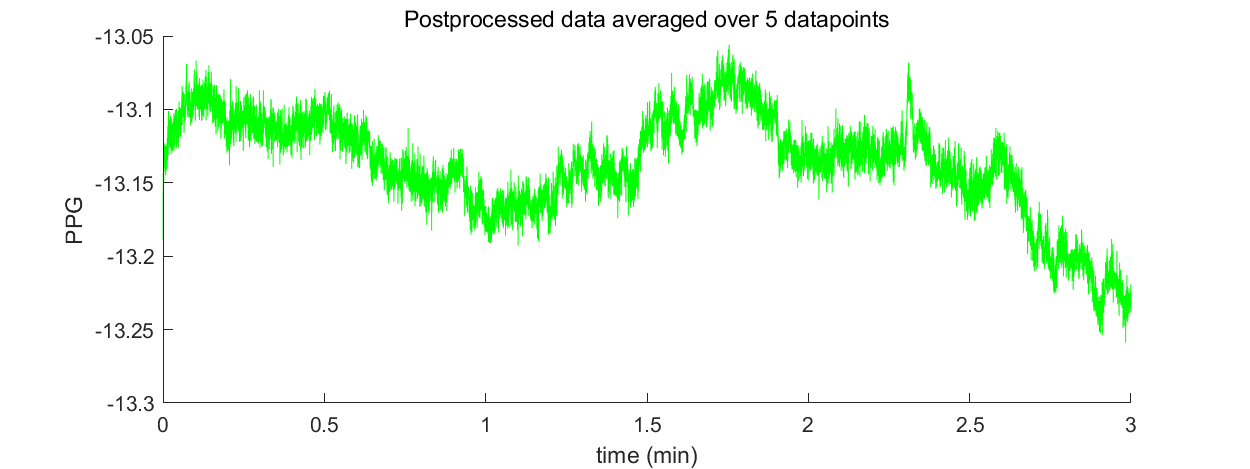 Postprocessed data averaged over 5 datapoints
-13.05
-13.1
-13.15
-13.2
-13.25
-13.3
PPG
0 0.5 1 1.5 2 2.5 3
time (min)